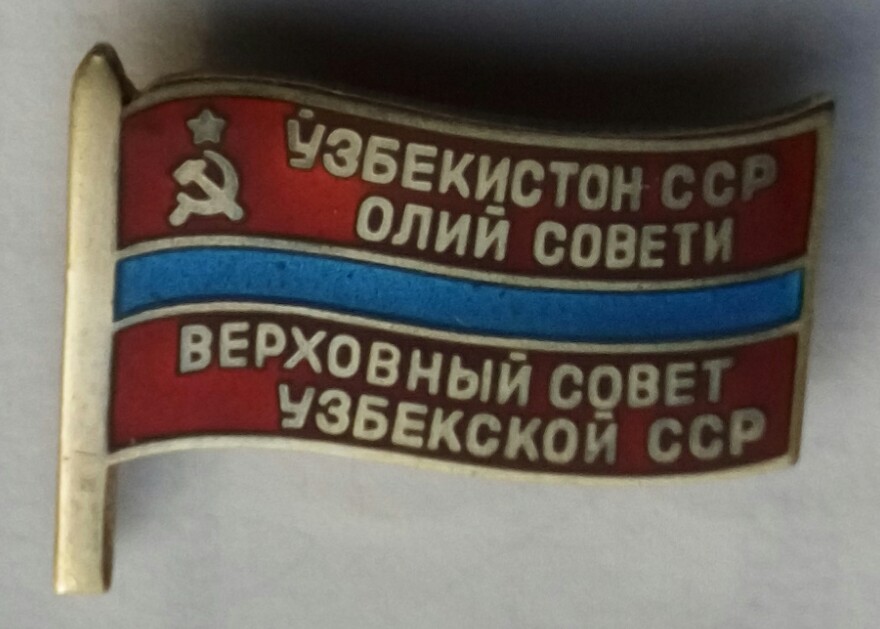 ЎЗБЕКИСТОН ССР
ОЛИЙ СОВЕТИ
ВЕРХОВНЫЙ СОВЕТ
УЗБЕКСКОЙ ССР